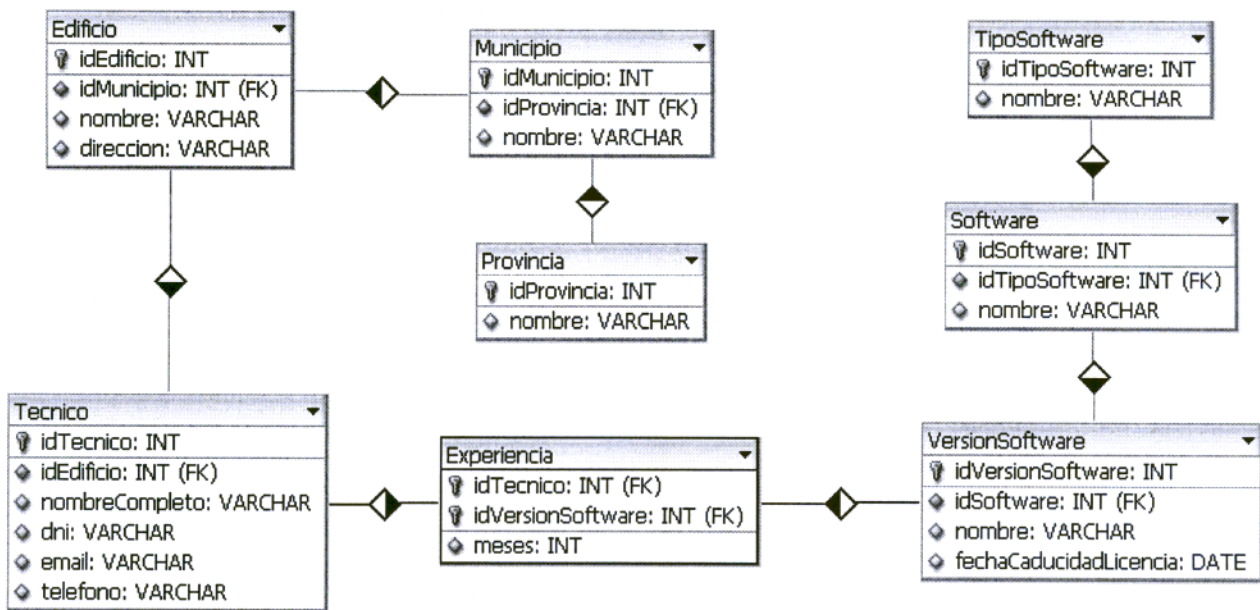 Edificio
idEdificio: INT
idMunicipio: INT (FK)
nombre: VARCHAR
direccion: VARCHAR
Municipio
idMunicipio: INT
idProvincia: INT (FK)
nombre: VARCHAR
TipoSoftware
idTipoSoftware: INT
nombre: VARCHAR
Provincia
idProvincia: INT
nombre: VARCHAR
Software
idSoftware: INT
idTipoSoftware: INT (FK)
nombre: VARCHAR
Tecnico
idTecnico: INT
idEdificio: INT (FK)
nombreCompleto: VARCHAR
dni: VARCHAR
email: VARCHAR
telefono: VARCHAR
Experiencia
idTecnico: INT (FK)
idVersionSoftware: INT (FK)
meses: INT
VersionSoftware
idVersionSoftware: INT
idSoftware: INT (FK)
nombre: VARCHAR
fechaCaducidadLicencia: DATE